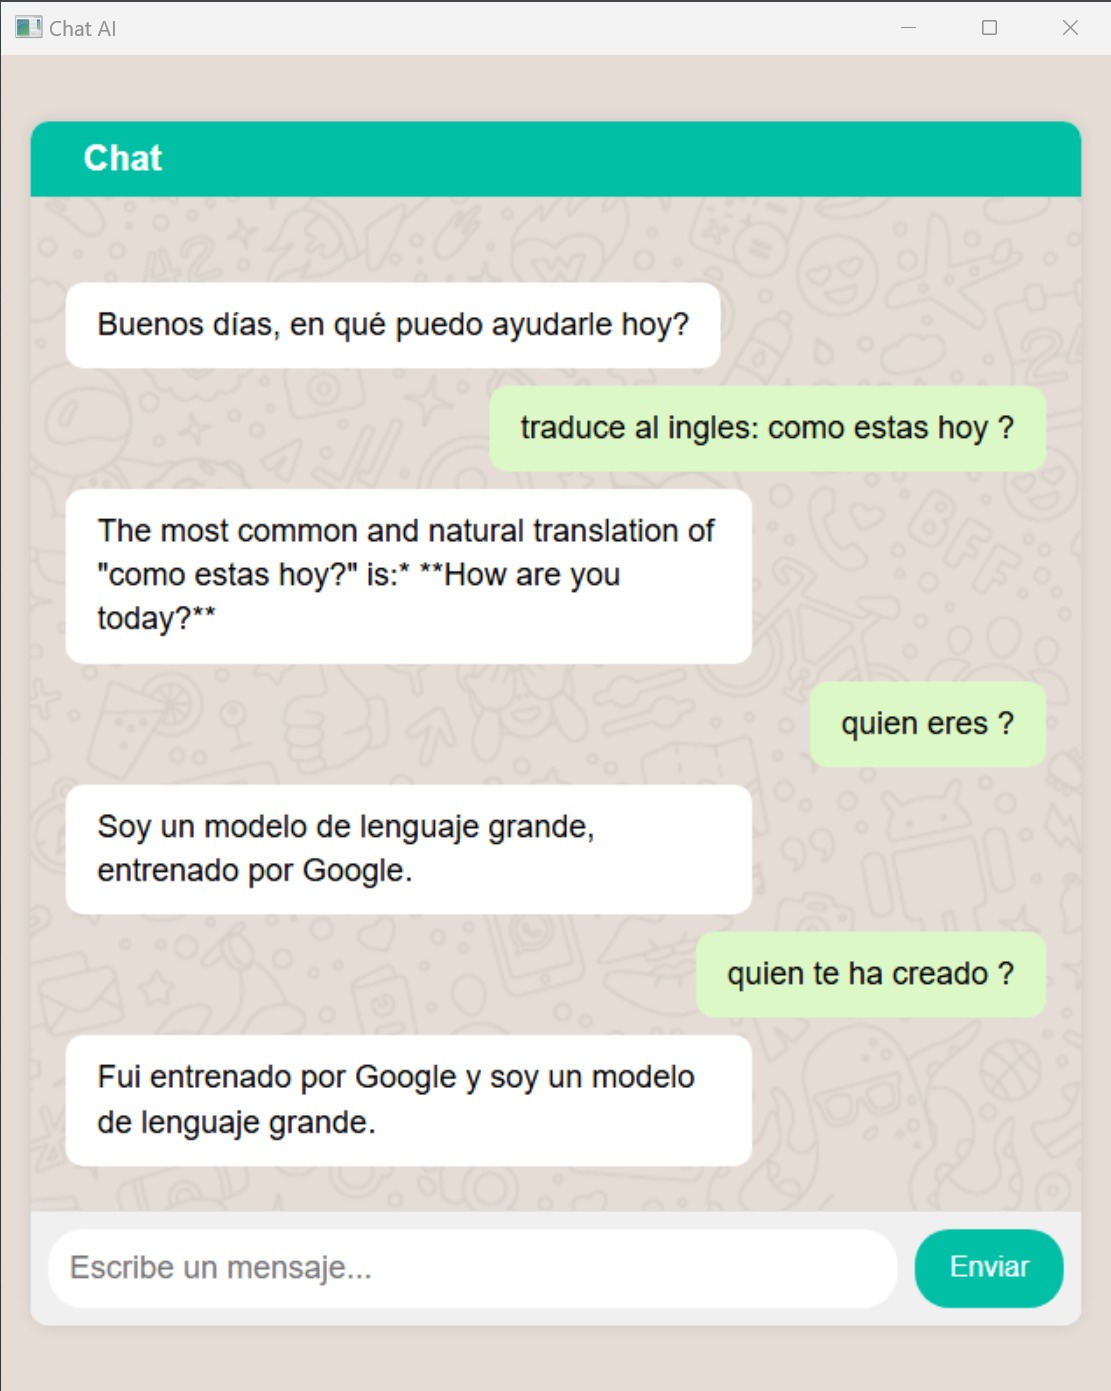 Chat AI
Chat
Buenos días, en qué puedo ayudarle hoy?
traduce al ingles: como estas hoy ?
The most common and natural translation of
"como estas hoy?" is:* **How are you
today?**
quien eres ?
Soy un modelo de lenguaje grande,
entrenado por Google.
quien te ha creado ?
Fui entrenado por Google y soy un modelo
de lenguaje grande.
Escribe un mensaje...
Enviar